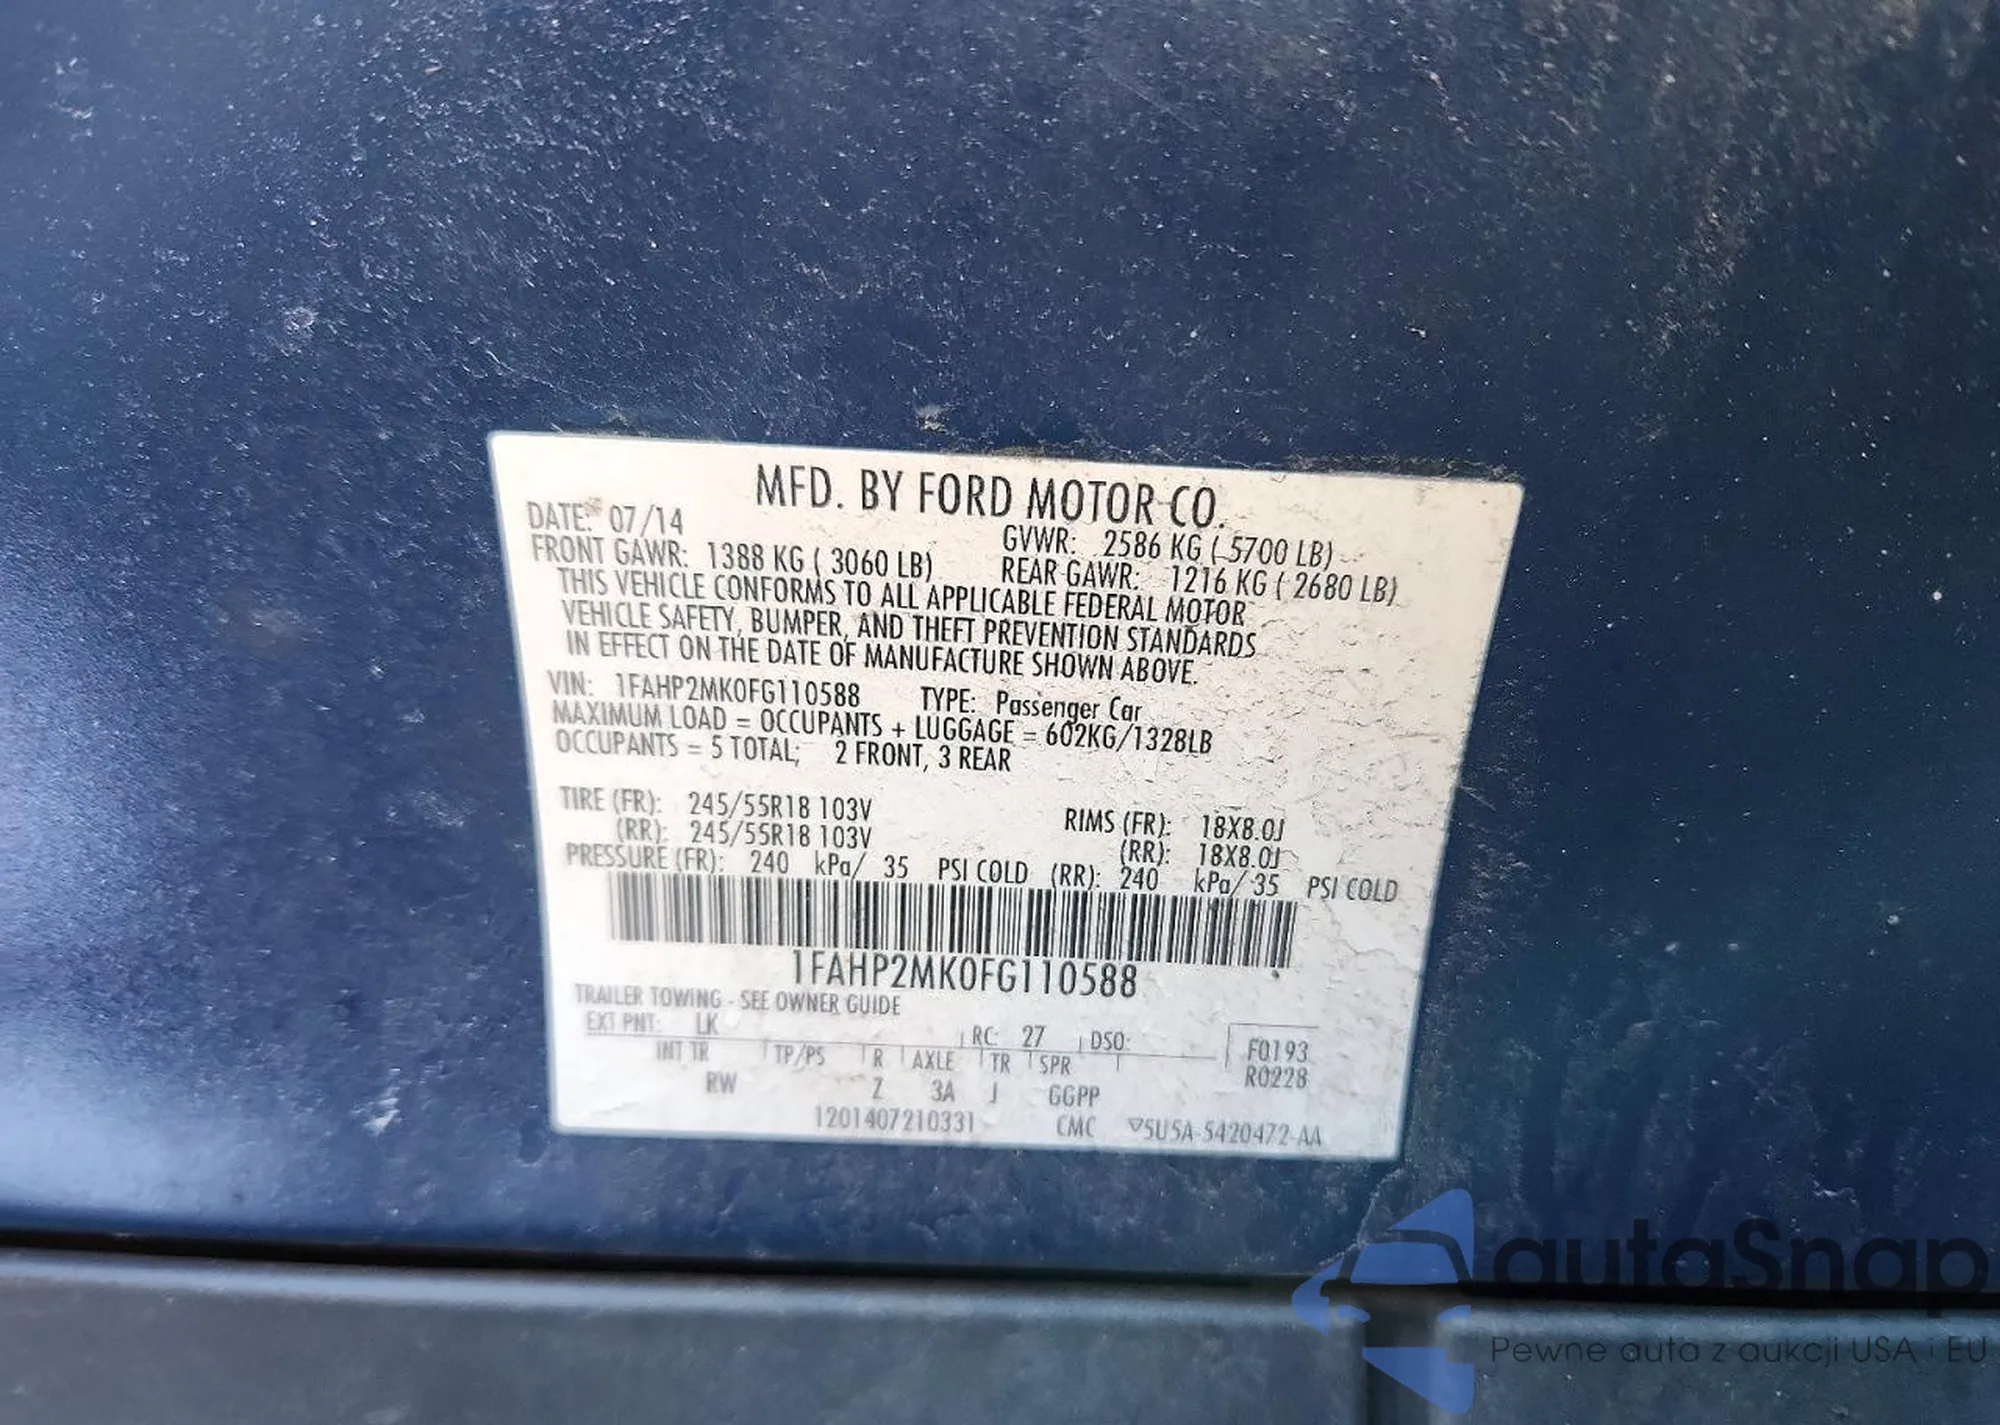 MFD. BY FORD MOTOR CO.
DATE: 07/14
GVWR: 2586 KG ( 5700 LB)
FRONT GAWR: 1388 KG ( 3060 LB)
REAR GAWR: 1216 KG ( 2680 LB)
THIS VEHICLE CONFORMS TO ALL APPLICABLE FEDERAL MOTOR
VEHICLE SAFETY, BUMPER, AND THEFT PREVENTION STANDARDS
IN EFFECT ON THE DATE OF MANUFACTURE SHOWN ABOVE.
VIN: 1FAHP2MK0FG110588 TYPE: Passenger Car
MAXIMUM LOAD = OCCUPANTS + LUGGAGE = 602KG/1328LB
OCCUPANTS = 5 TOTAL; 2 FRONT, 3 REAR
TIRE (FR): 245/55R18 103V RIMS (FR): 18X8.0J
(RR): 245/55R18 103V (RR): 18X8.0J
PRESSURE (FR): 240 kPa/ 35 PSI COLD (RR): 240 kPa/ 35 PSI COLD
1FAHP2MK0FG110588
TRAILER TOWING - SEE OWNER GUIDE
EXT PNT: LK RC: 27 DSO:
INT TR TP/PS R AXLE TR SPR
F0193
R0228
RW Z 3A J GGPP
1201407210331 CMC ▽5U5A-5420472-AA
autaSnap
Pewne auta z aukcji USA i EU